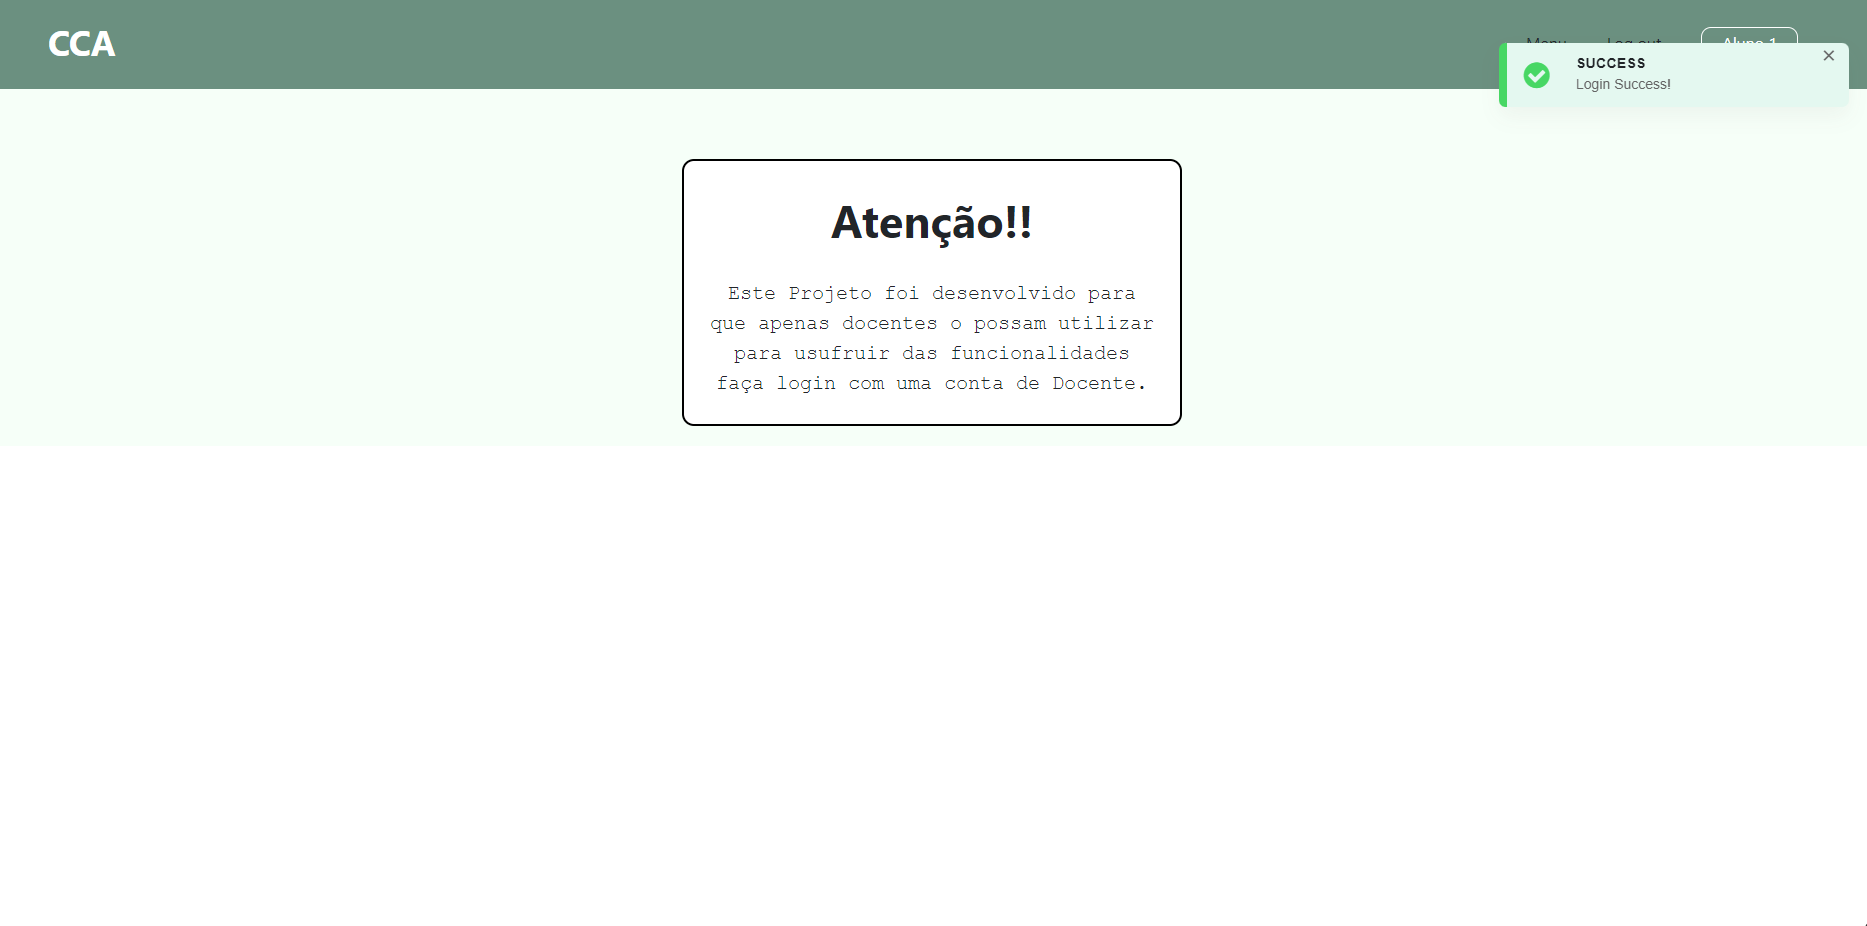 CCA
Menu Log out Aluno 1
SUCCESS
Login Success!
Atenção!!
Este Projeto foi desenvolvido para
que apenas docentes o possam utilizar
para usufruir das funcionalidades
faça login com uma conta de Docente.